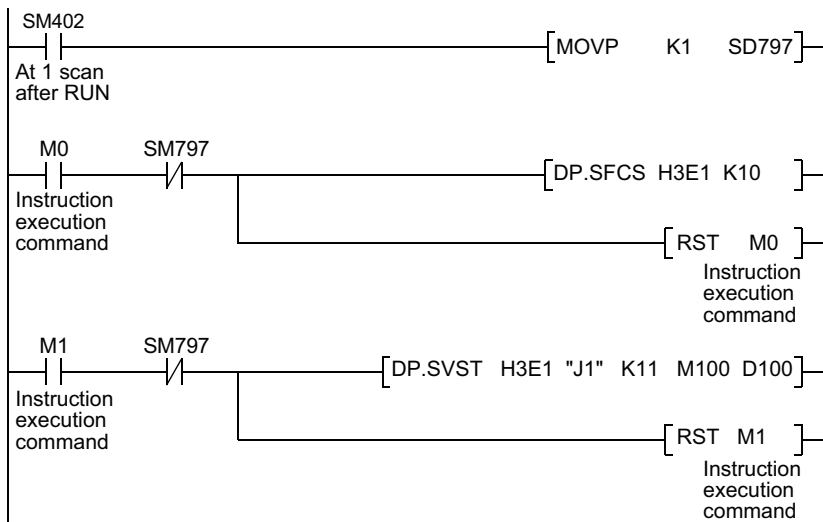 SM402
MOVP K1 SD797
At 1 scan
after RUN
M0 SM797
DP.SFCS H3E1 K10
Instruction
execution
command
RST M0
Instruction
execution
command
M1 SM797
DP.SVST H3E1 "J1" K11 M100 D100
Instruction
execution
command
RST M1
Instruction
execution
command